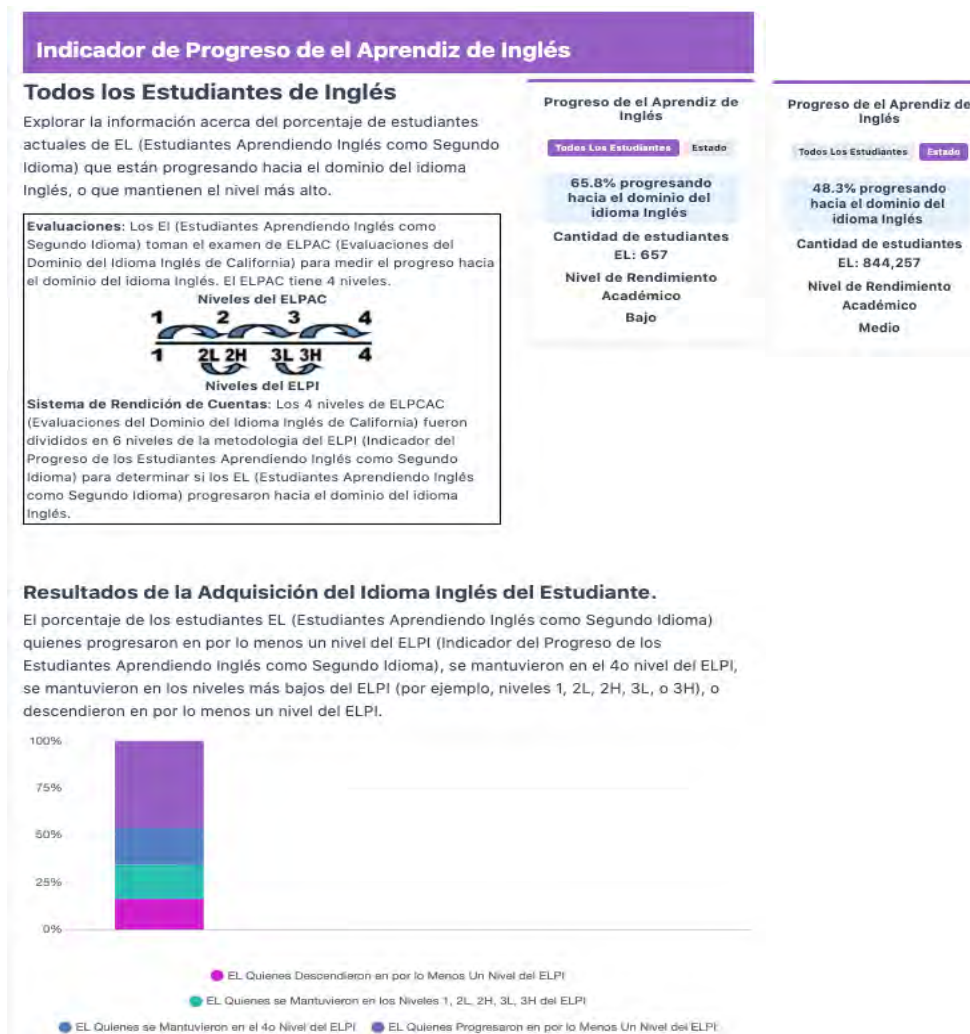 Indicador de Progreso de el Aprendiz de Inglés
Todos los Estudiantes de Inglés
Explorar la información acerca del porcentaje de estudiantes
actuales de EL (Estudiantes Aprendiendo Inglés como Segundo
Idioma) que están progresando hacia el dominio del idioma
Inglés, o que mantienen el nivel más alto.
Evaluaciones: Los El (Estudiantes Aprendiendo Inglés como
Segundo Idioma) toman el examen de ELPAC (Evaluaciones del
Dominio del Idioma Inglés de California) para medir el progreso hacia
el dominio del idioma Inglés. El ELPAC tiene 4 niveles.
Niveles del ELPAC
1 2 3 4
1 2L 2H 3L 3H 4
Niveles del ELPI
Sistema de Rendición de Cuentas: Los 4 niveles de ELPCAC
(Evaluaciones del Dominio del Idioma Inglés de California) fueron
divididos en 6 niveles de la metodologia del ELPI (Indicador del
Progreso de los Estudiantes Aprendiendo Inglés como Segundo
Idioma) para determinar si los EL (Estudiantes Aprendiendo Inglés
como Segundo Idioma) progresaron hacia el dominio del idioma
Inglés.
Progreso de el Aprendiz de
Inglés
Todos Los Estudiantes Estado
65.8% progresando
hacia el dominio del
idioma Inglés
Cantidad de estudiantes
EL: 657
Nivel de Rendimiento
Académico
Bajo
Progreso de el Aprendiz de
Inglés
Todos Los Estudiantes Estado
48.3% progresando
hacia el dominio del
idioma Inglés
Cantidad de estudiantes
EL: 844,257
Nivel de Rendimiento
Académico
Medio
Resultados de la Adquisición del Idioma Inglés del Estudiante.
El porcentaje de los estudiantes EL (Estudiantes Aprendiendo Inglés como Segundo Idioma)
quienes progresaron en por lo menos un nivel del ELPI (Indicador del Progreso de los
Estudiantes Aprendiendo Inglés como Segundo Idioma), se mantuvieron en el 4o nivel del ELPI,
se mantuvieron en los niveles más bajos del ELPI (por ejemplo, niveles 1, 2L, 2H, 3L, o 3H), o
descendieron en por lo menos un nivel del ELPI.
100%
75%
50%
25%
0%
EL Quienes Descendieron en por lo Menos Un Nivel del ELPI
EL Quienes se Mantuvieron en los Niveles 1, 2L, 2H, 3L, 3H del ELPI
EL Quienes se Mantuvieron en el 4o Nivel del ELPI EL Quienes Progresaron en por lo Menos Un Nivel del ELPI